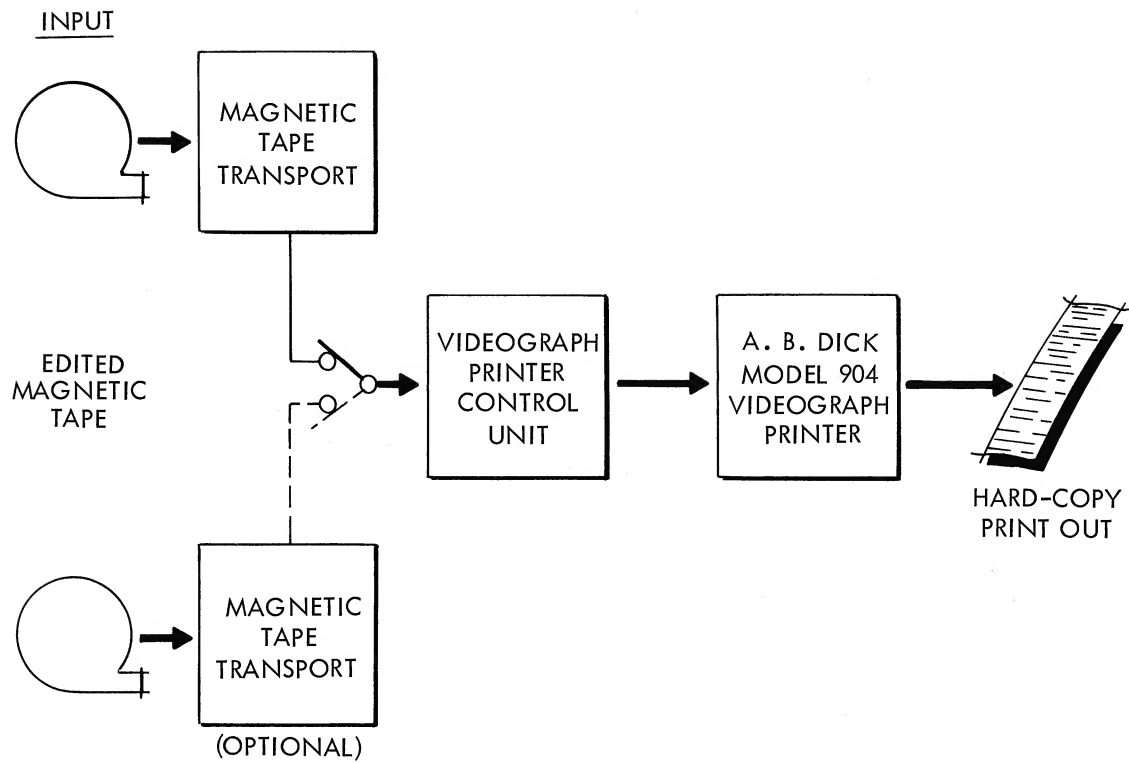 INPUT
MAGNETIC
TAPE
TRANSPORT
EDITED
MAGNETIC
TAPE
VIDEOGRAPH
PRINTER
CONTROL
UNIT
A. B. DICK
MODEL 904
VIDEOGRAPH
PRINTER
HARD-COPY
PRINT OUT
MAGNETIC
TAPE
TRANSPORT
(OPTIONAL)